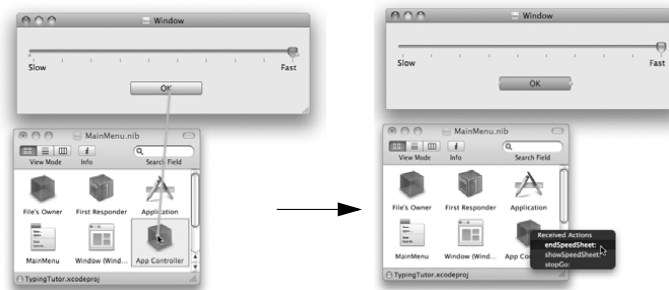 Window
Slow
Fast
OK
MainMenu.nib
View Mode
Info
Search Field
File's Owner
First Responder
Application
MainMenu
Window (Wind...
App Controller
TypingTutor.xcodeproj
Window
Slow
Fast
OK
MainMenu.nib
View Mode
Info
Search Field
File's Owner
First Responder
Application
MainMenu
Window (Wind...
App Con
Received Actions
endSpeedSheet:
showSpeedSheet:
stopGo:
TypingTutor.xcodeproj